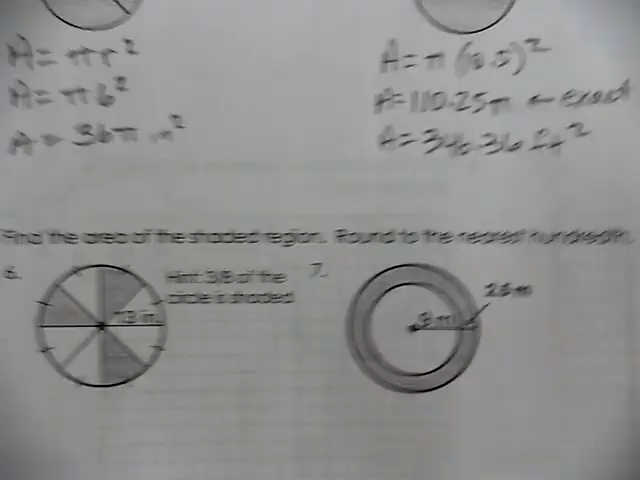 A = πr²
A = π6²
A = 36π in²
A = π (10.5)²
A = 110.25π ← exact
A = 346.36 ft²
Find the area of the shaded region. Round to the nearest hundredth.
6.
Hint: 3/8 of the
circle is shaded
13 in.
7.
2.5 m
9 m